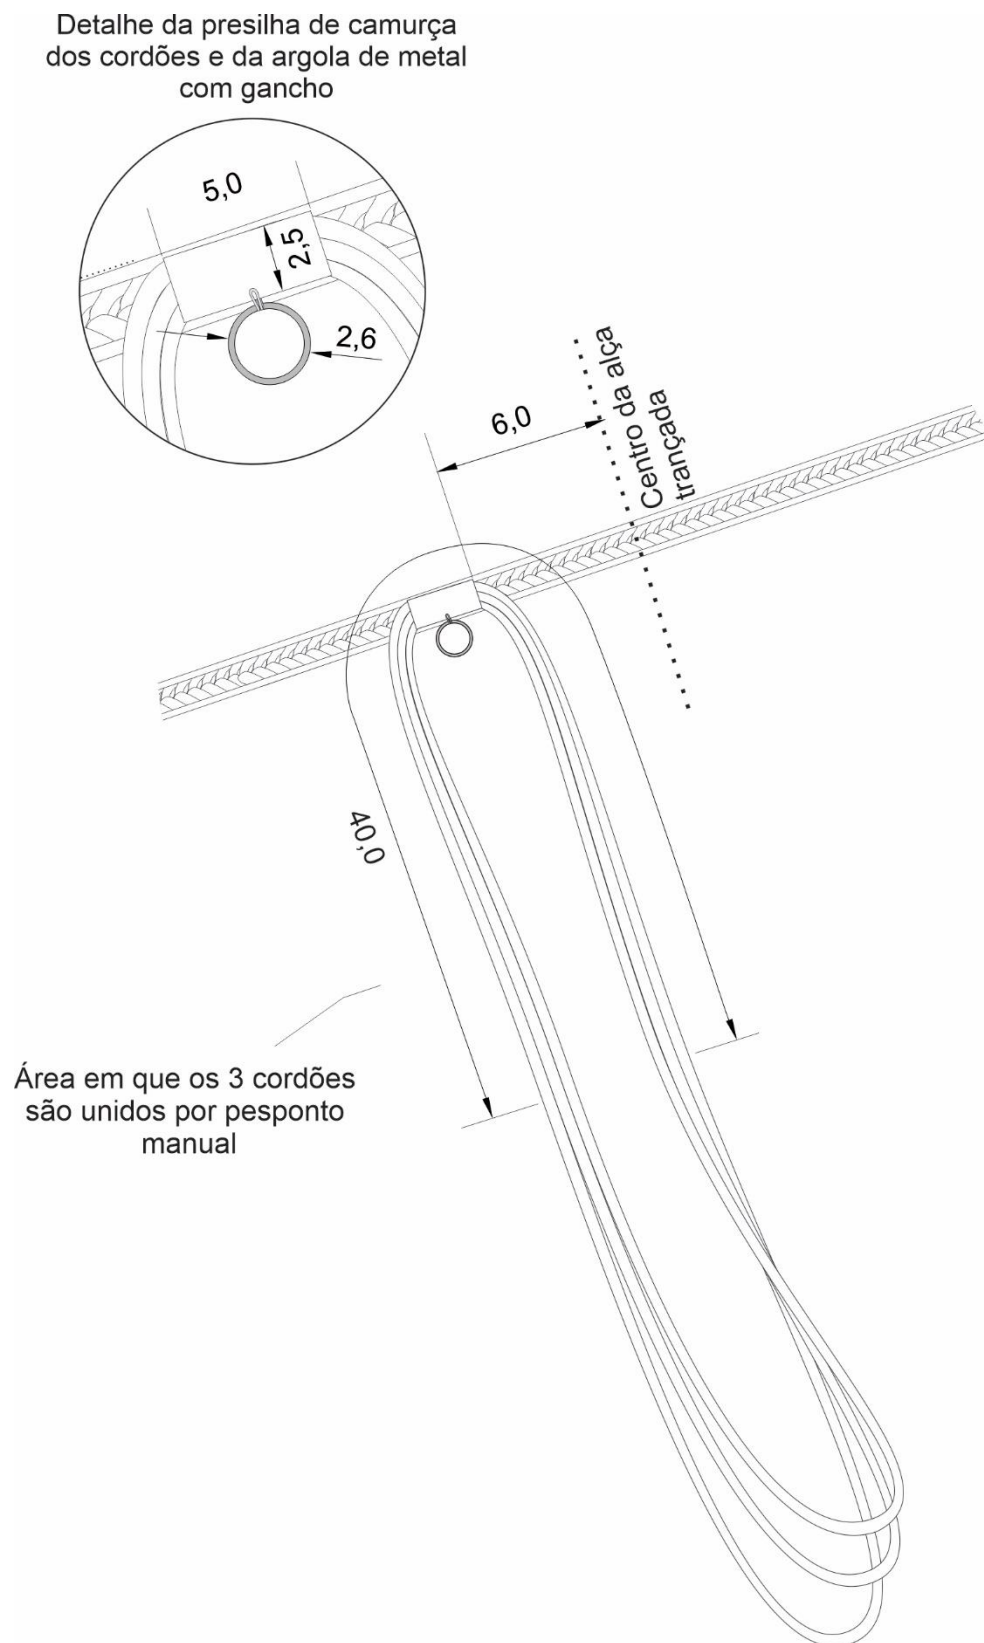 Detalhe da presilha de camurça
dos cordões e da argola de metal
com gancho
5,0
2,5
2,6
6,0
Centro da alça
trançada
40,0
Área em que os 3 cordões
são unidos por pesponto
manual